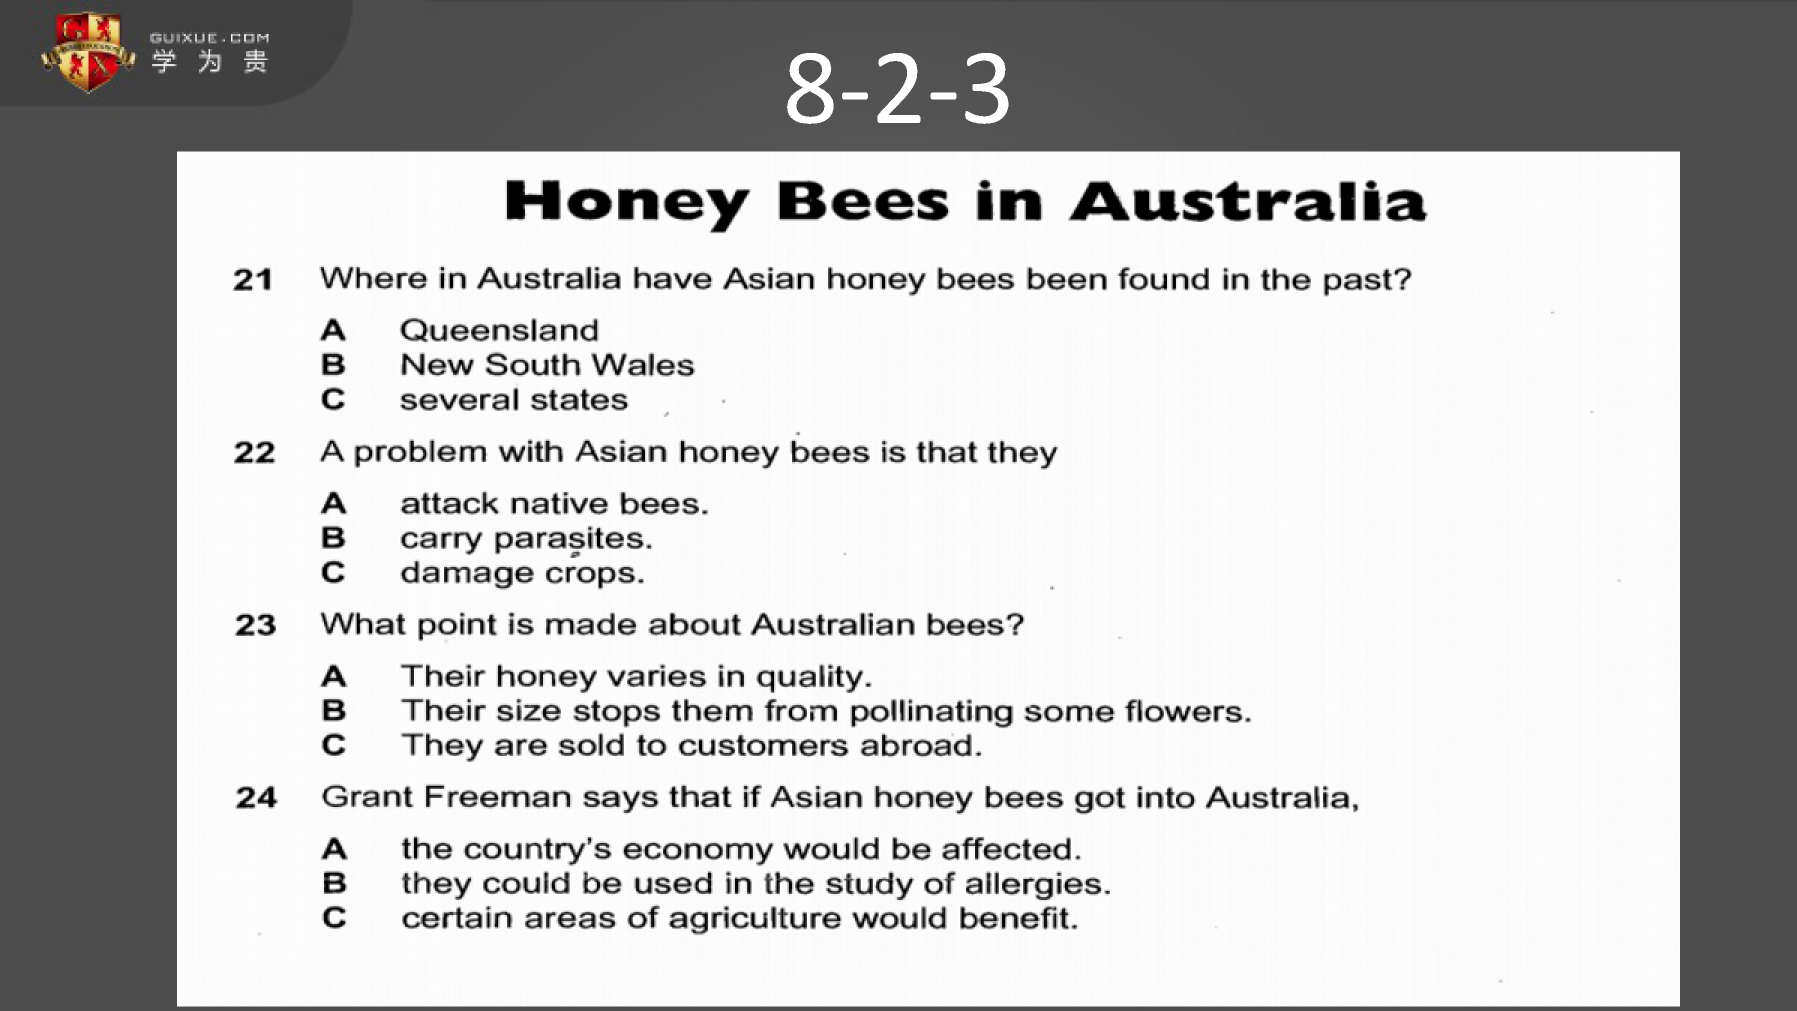 GUIXUE.COM
学为贵
8-2-3
Honey Bees in Australia
21 Where in Australia have Asian honey bees been found in the past?
A Queensland
B New South Wales
C several states
22 A problem with Asian honey bees is that they
A attack native bees.
B carry parasites.
C damage crops.
23 What point is made about Australian bees?
A Their honey varies in quality.
B Their size stops them from pollinating some flowers.
C They are sold to customers abroad.
24 Grant Freeman says that if Asian honey bees got into Australia,
A the country's economy would be affected.
B they could be used in the study of allergies.
C certain areas of agriculture would benefit.